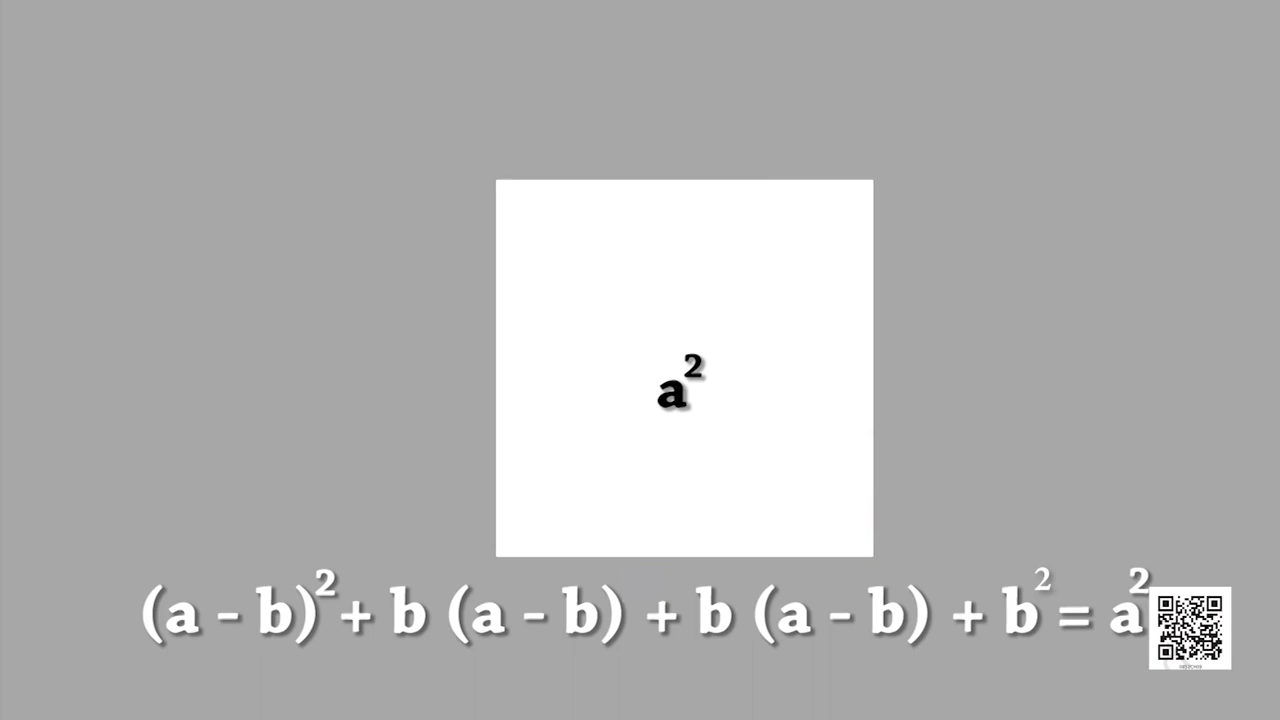 a²
(a - b)² + b (a - b) + b (a - b) + b² = a²